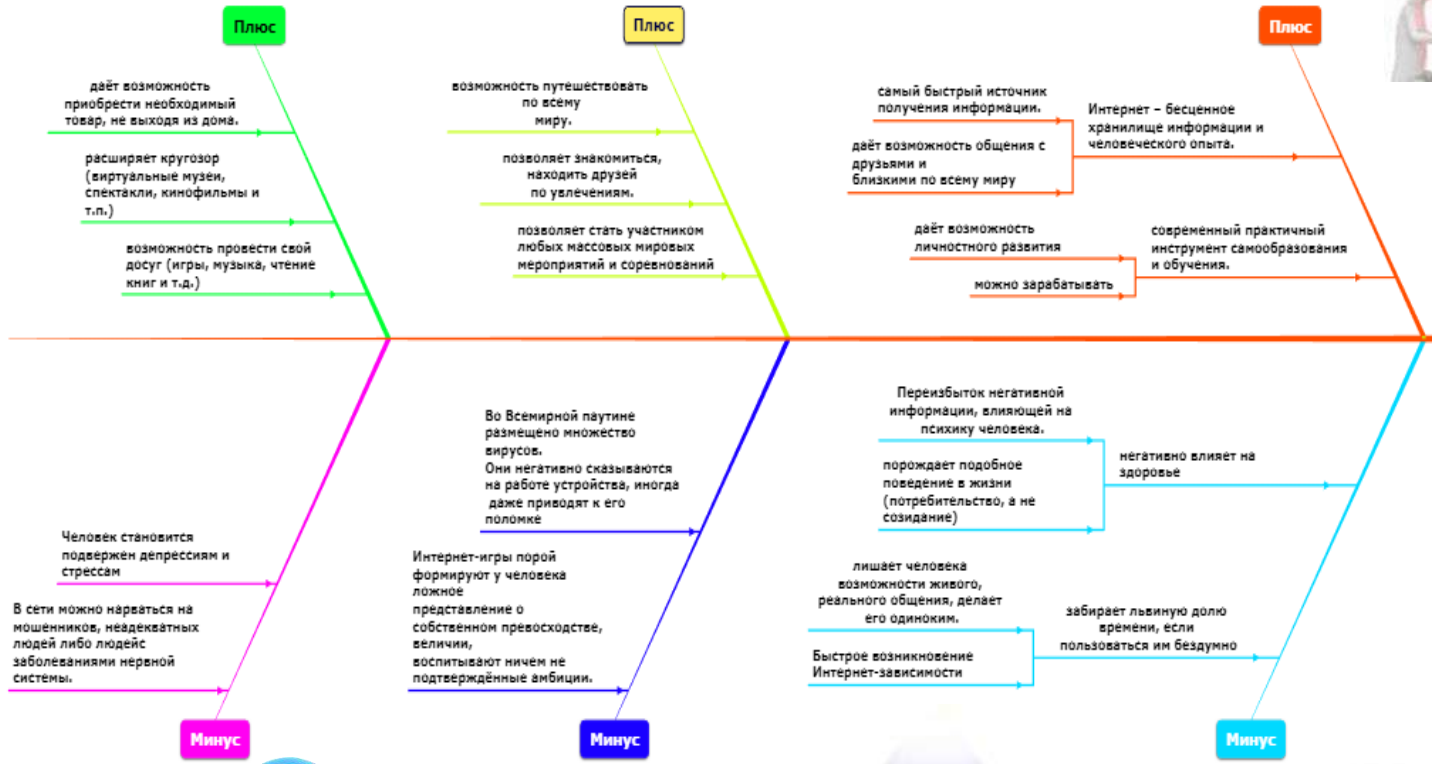 Плюс
даёт возможность
приобрести необходимый
товар, не выходя из дома.
расширяет кругозор
(виртуальные музеи,
спектакли, кинофильмы и
т.п.)
возможность провести свой
досуг (игры, музыка, чтение
книг и т.д.)
Плюс
возможность путешествовать
по всему
миру.
позволяет знакомиться,
находить друзей
по увлечениям.
позволяет стать участником
любых массовых мировых
мероприятий и соревнований
Плюс
самый быстрый источник
получения информации.
даёт возможность общения с
друзьями и
близкими по всему миру
Интернет – бесценное
хранилище информации и
человеческого опыта.
даёт возможность
личностного развития
можно зарабатывать
современный практичный
инструмент самообразования
и обучения.
Человек становится
подвержен депрессиям и
стрессам
В сети можно нарваться на
мошенников, неадекватных
людей либо людейс
заболеваниями нервной
системы.
Минус
Во Всемирной паутине
размещено множество
вирусов.
Они негативно сказываются
на работе устройства, иногда
даже приводят к его
поломке
Интернет-игры порой
формируют у человека
ложное
представление о
собственном превосходстве,
величии,
воспитывают ничем не
подтверждённые амбиции.
Минус
Переизбыток негативной
информации, влияющей на
психику человека.
порождает подобное
поведение в жизни
(потребительство, а не
созидание)
негативно влияет на
здоровье
лишает человека
возможности живого,
реального общения, делает
его одиноким.
Быстрое возникновение
Интернет-зависимости
забирает львиную долю
времени, если
пользоваться им бездумно
Минус